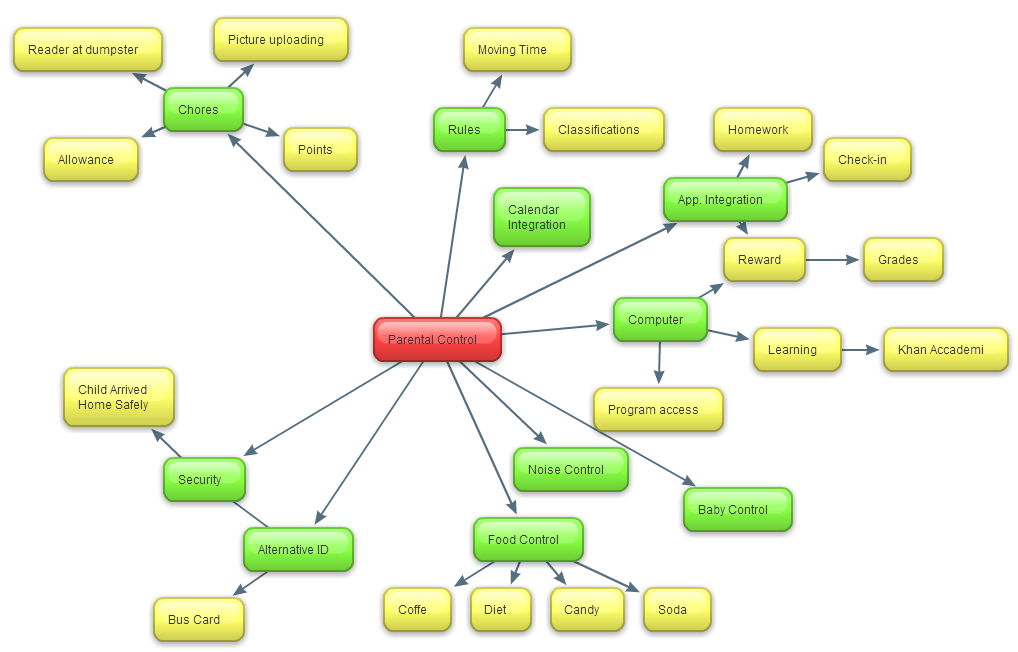 Reader at dumpster
Picture uploading
Moving Time
Chores
Rules
Classifications
Homework
Allowance
Points
Check-in
Calendar
Integration
App. Integration
Reward
Grades
Parental Control
Computer
Learning
Khan Accademi
Child Arrived
Home Safely
Program access
Security
Noise Control
Baby Control
Alternative ID
Food Control
Bus Card
Coffe
Diet
Candy
Soda